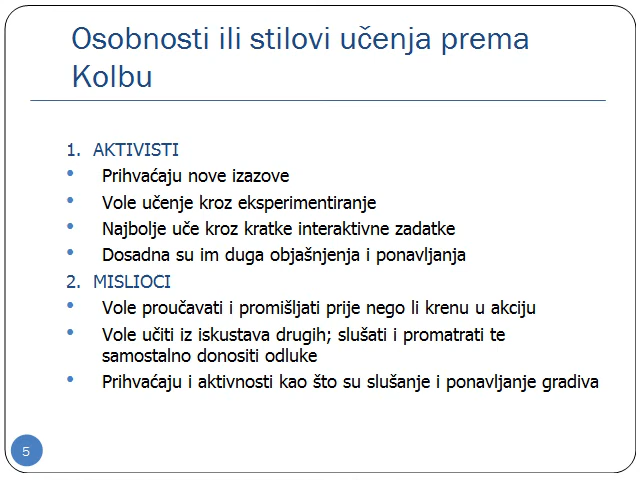 Osobnosti ili stilovi učenja prema
Kolbu
1. AKTIVISTI
• Prihvaćaju nove izazove
• Vole učenje kroz eksperimentiranje
• Najbolje uče kroz kratke interaktivne zadatke
• Dosadna su im duga objašnjenja i ponavljanja
2. MISLIOCI
• Vole proučavati i promišljati prije nego li krenu u akciju
• Vole učiti iz iskustava drugih; slušati i promatrati te
samostalno donositi odluke
• Prihvaćaju i aktivnosti kao što su slušanje i ponavljanje gradiva
5